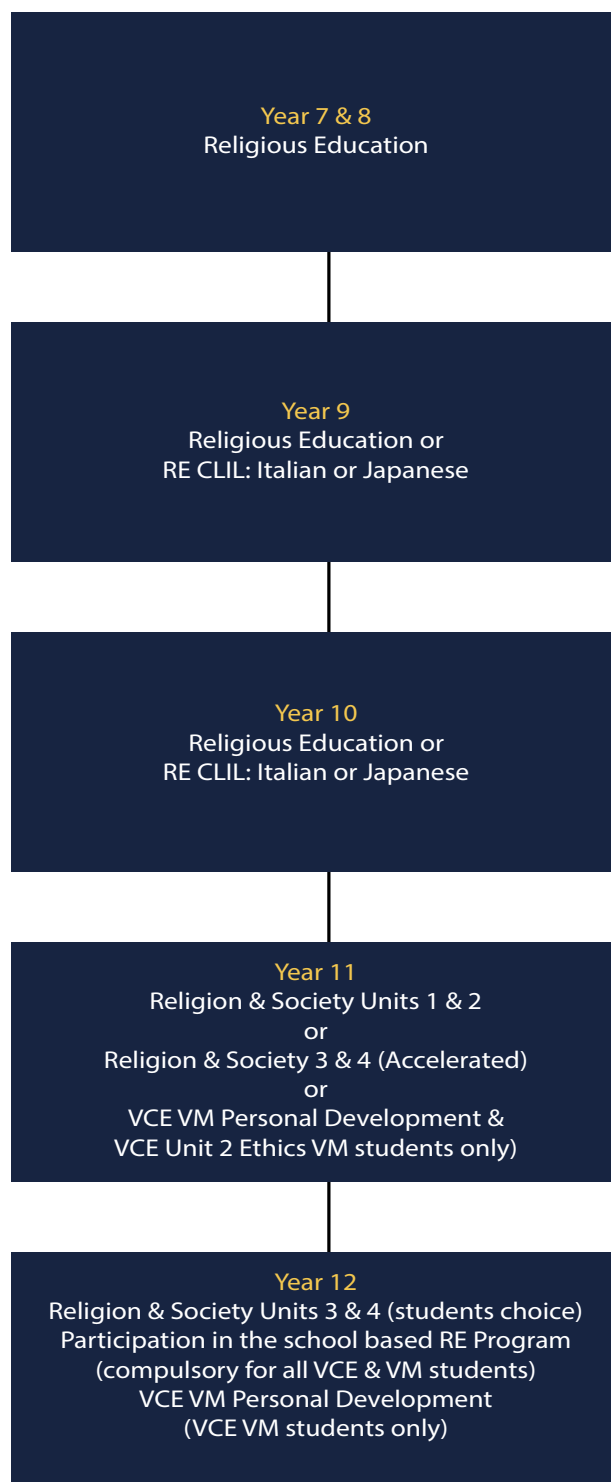 Year 7 & 8
Religious Education
Year 9
Religious Education or
RE CLIL: Italian or Japanese
Year 10
Religious Education or
RE CLIL: Italian or Japanese
Year 11
Religion & Society Units 1 & 2
or
Religion & Society 3 & 4 (Accelerated)
or
VCE VM Personal Development &
VCE Unit 2 Ethics VM students only)
Year 12
Religion & Society Units 3 & 4 (students choice)
Participation in the school based RE Program
(compulsory for all VCE & VM students)
VCE VM Personal Development
(VCE VM students only)